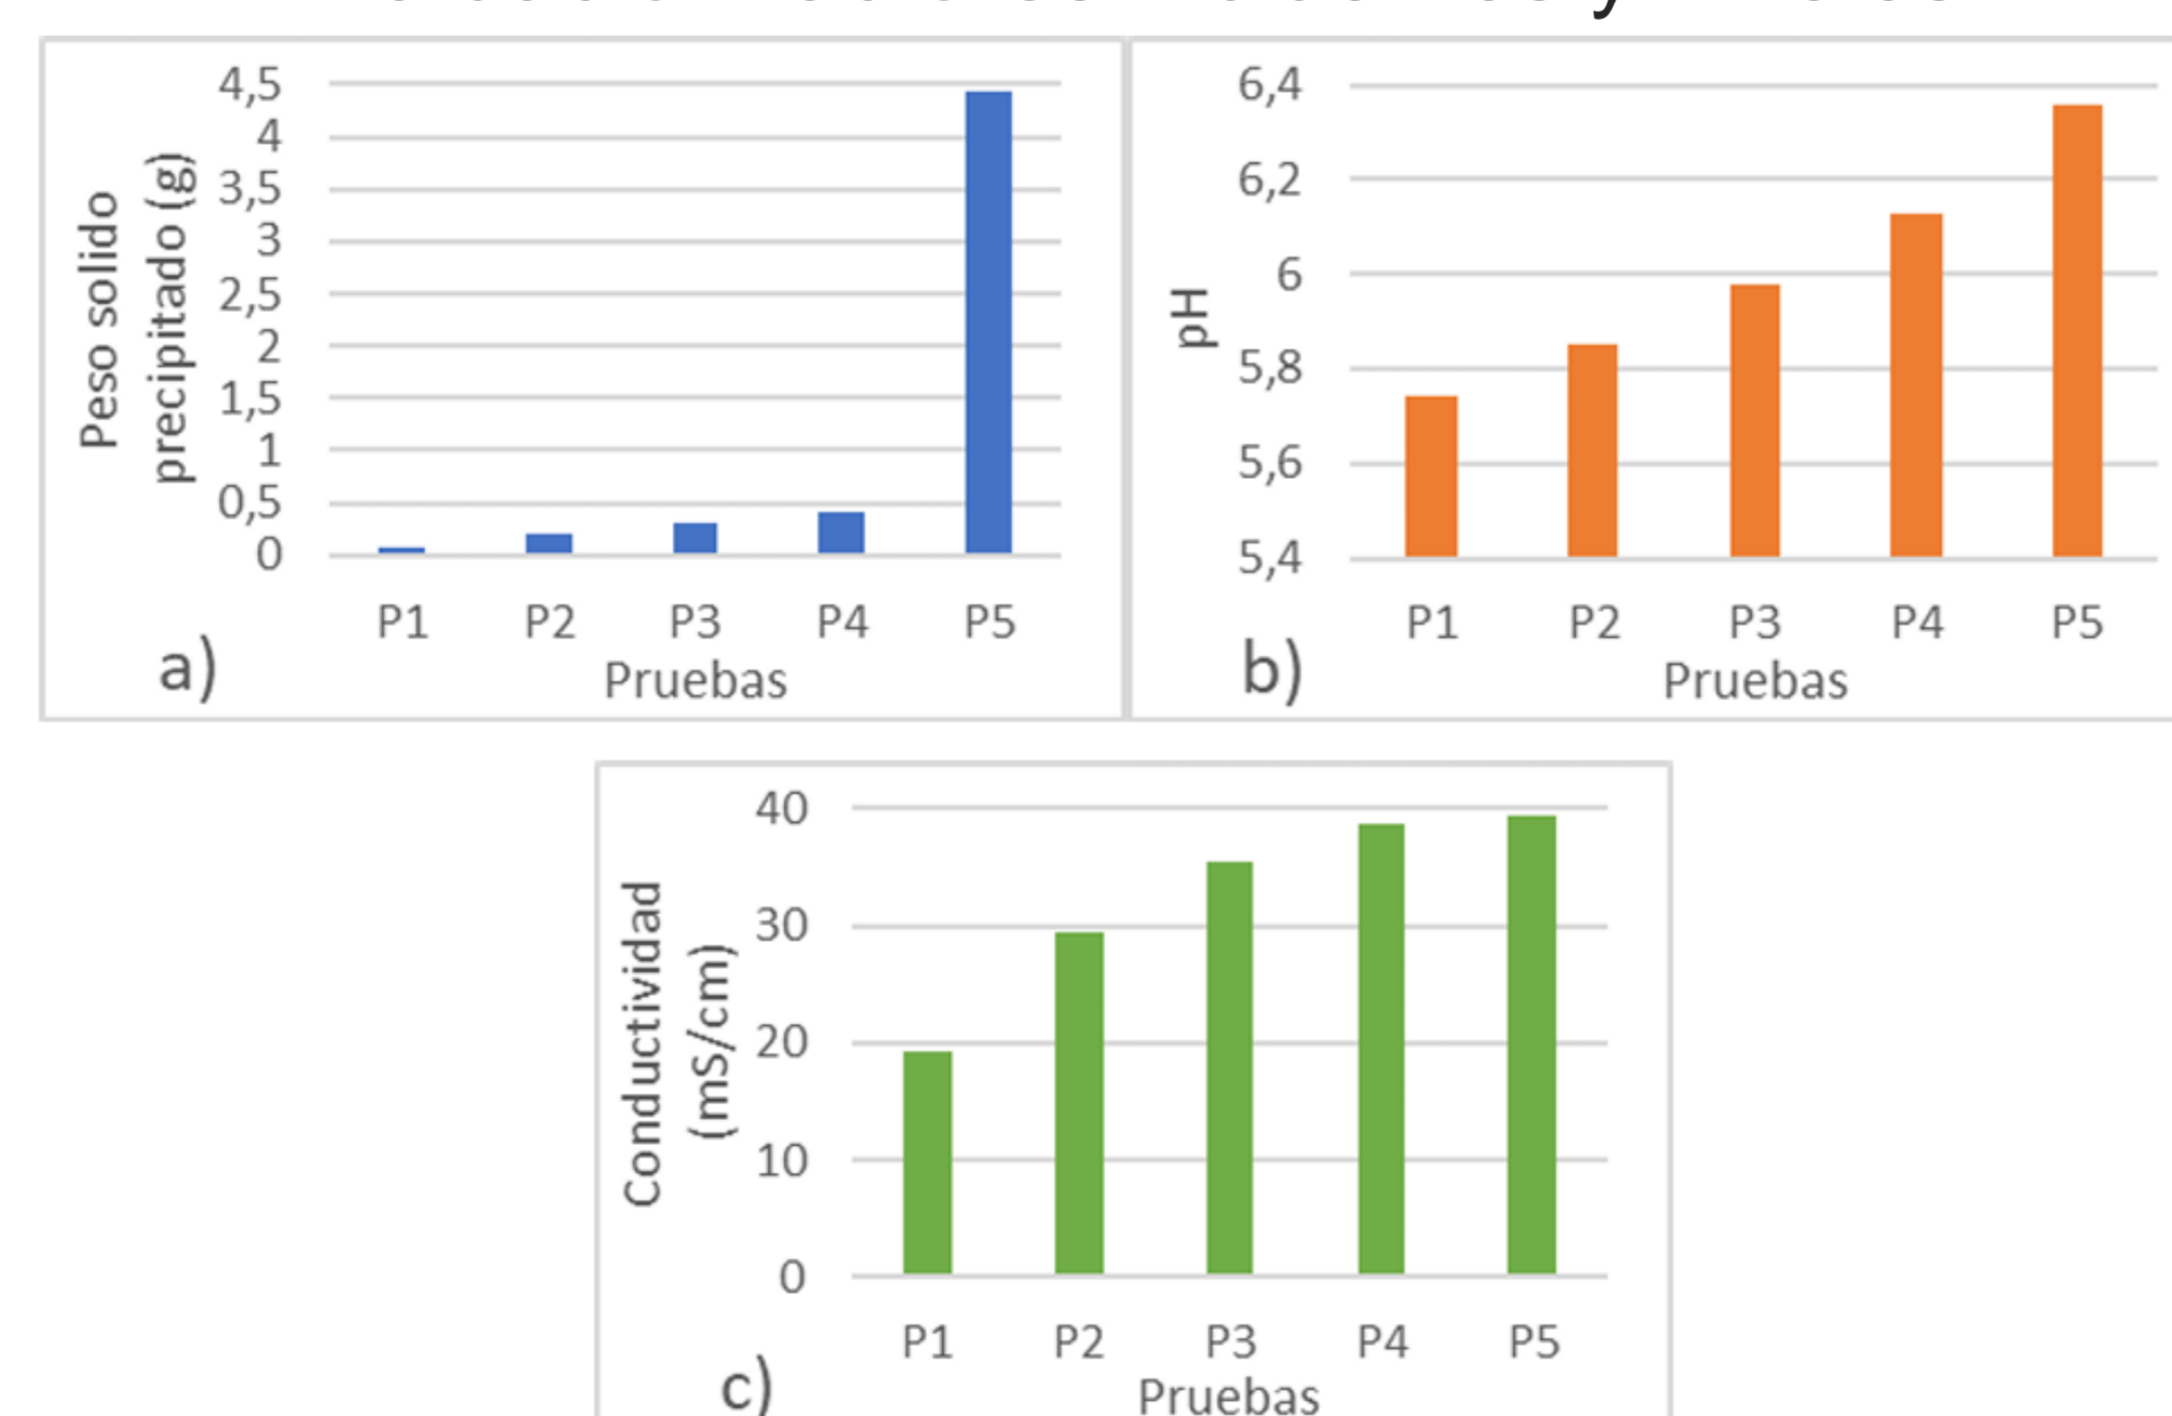 4,5
4
3,5
3
2,5
2
1,5
1
0,5
0
Peso solido
precipitado (g)
P1 P2 P3 P4 P5
Pruebas
a)
6,4
6,2
6
5,8
5,6
5,4
pH
P1 P2 P3 P4 P5
Pruebas
b)
40
30
20
10
0
Conductividad
(mS/cm)
P1 P2 P3 P4 P5
Pruebas
c)